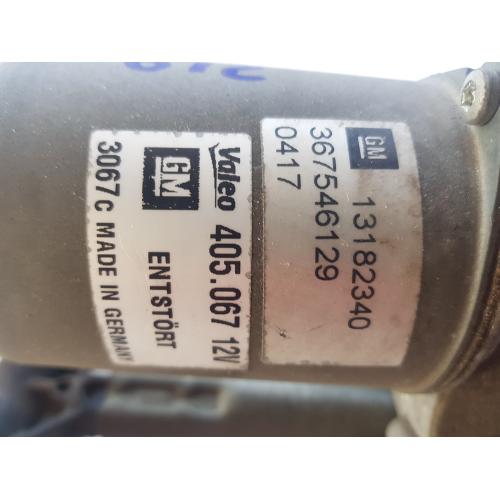 Valeo 405.067 12V
GM ENTSTÖRT
3067c MADE IN GERMANY
GM 13182340
367546129
0417